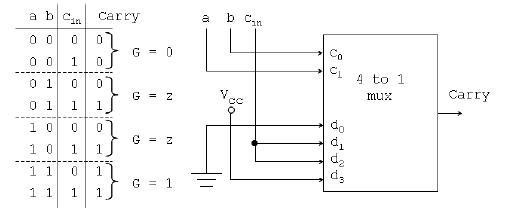 a b c_in Carry
0 0 0 0
0 0 1 0
G = 0
0 1 0 0
0 1 1 1
G = z
1 0 0 0
1 0 1 1
G = z
1 1 0 1
1 1 1 1
G = 1
a b c_in
V_CC
c_0
c_1
4 to 1
mux
Carry
d_0
d_1
d_2
d_3